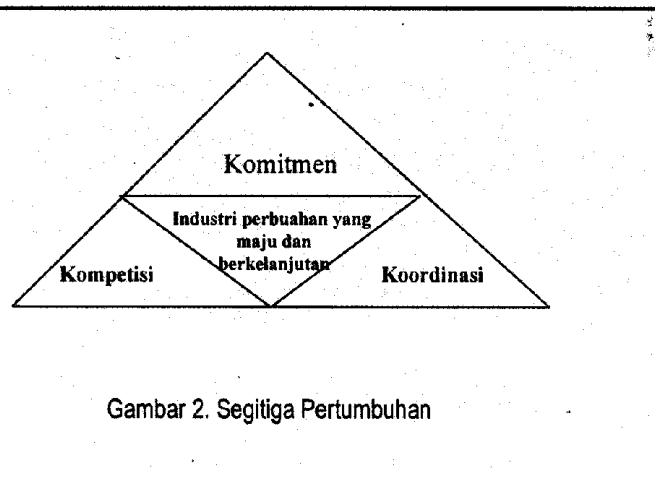 Komitmen
Industri perbuahan yang
maju dan
berkelanjutan
Kompetisi
Koordinasi
Gambar 2. Segitiga Pertumbuhan